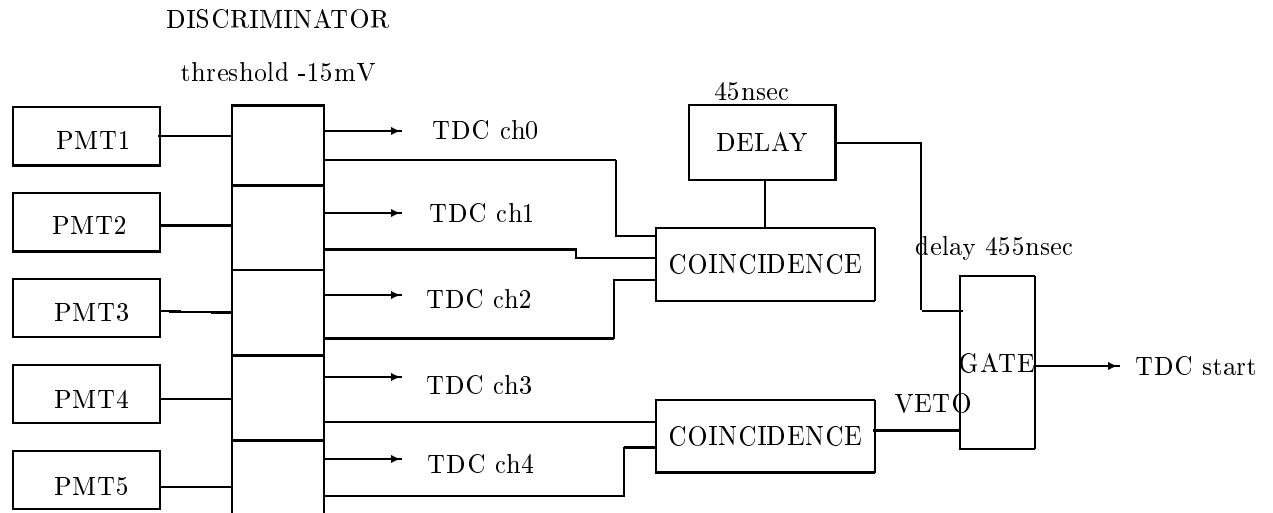 DISCRIMINATOR
threshold -15mV
45nsec
PMT1
TDC ch0
DELAY
PMT2
TDC ch1
delay 455nsec
COINCIDENCE
PMT3
TDC ch2
GATE
TDC start
PMT4
TDC ch3
VETO
COINCIDENCE
PMT5
TDC ch4